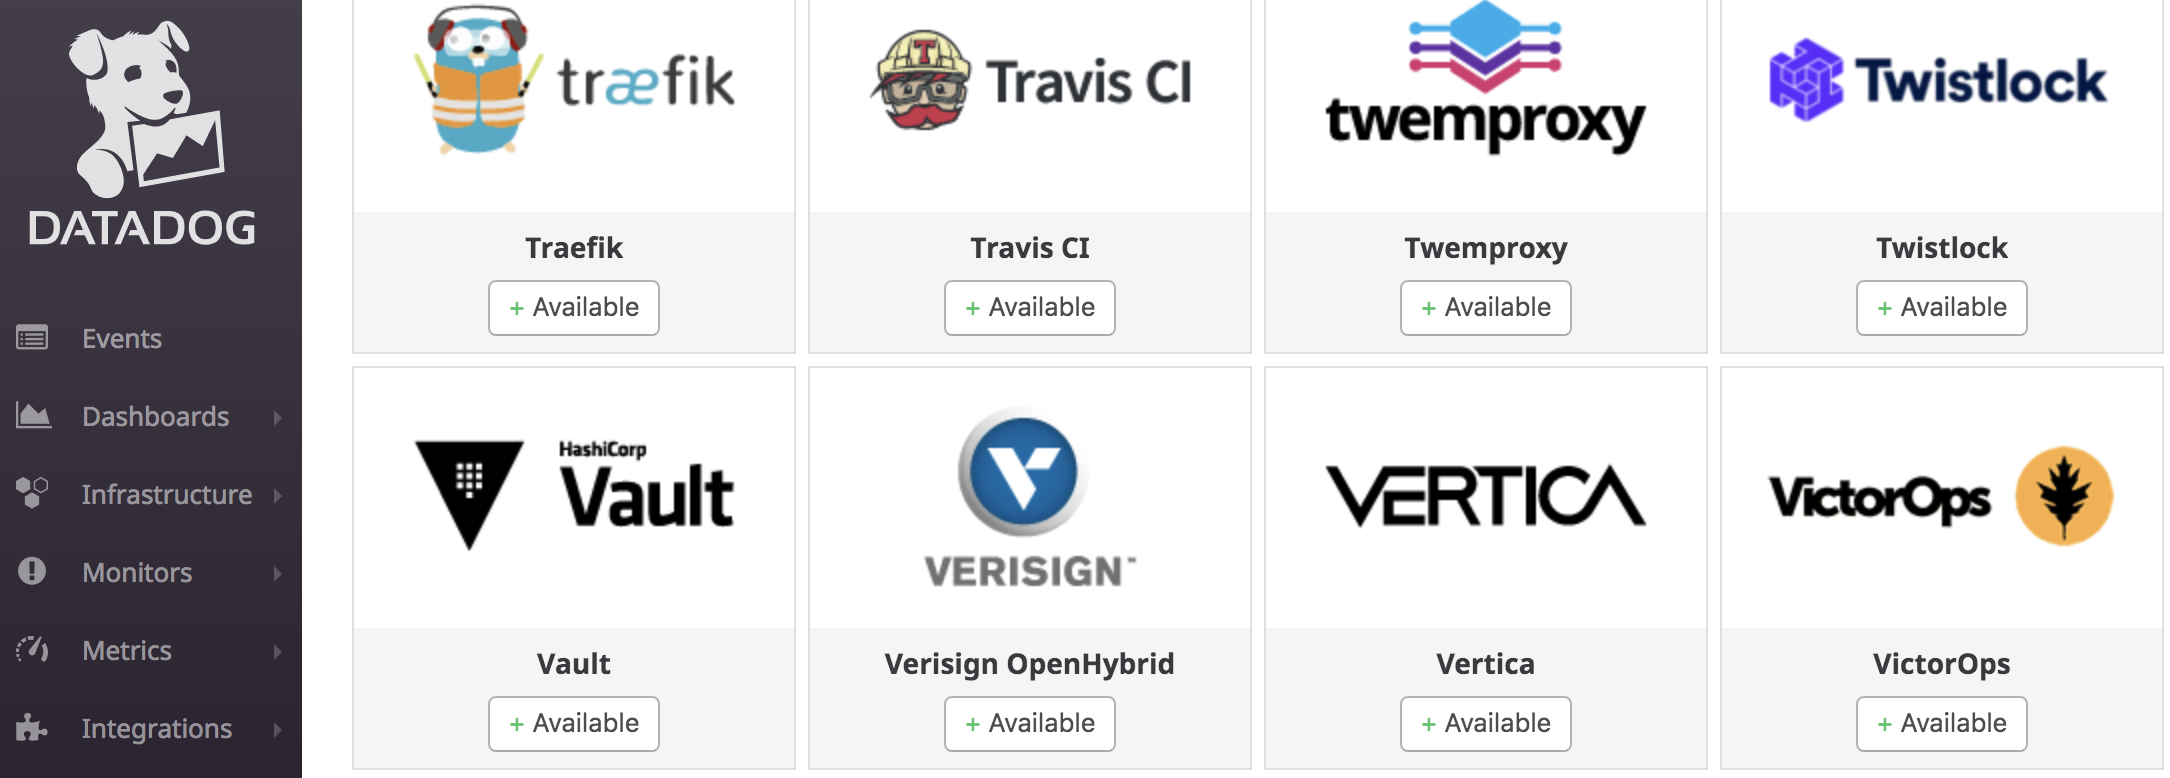 DATADOG
Events
Dashboards
Infrastructure
Monitors
Metrics
Integrations
træfik
Travis CI
twemproxy
Twistlock
Traefik
Travis CI
Twemproxy
Twistlock
+ Available
+ Available
+ Available
+ Available
HashiCorp
Vault
VERISIGN™
VERTICA
VictorOps
Vault
Verisign OpenHybrid
Vertica
VictorOps
+ Available
+ Available
+ Available
+ Available